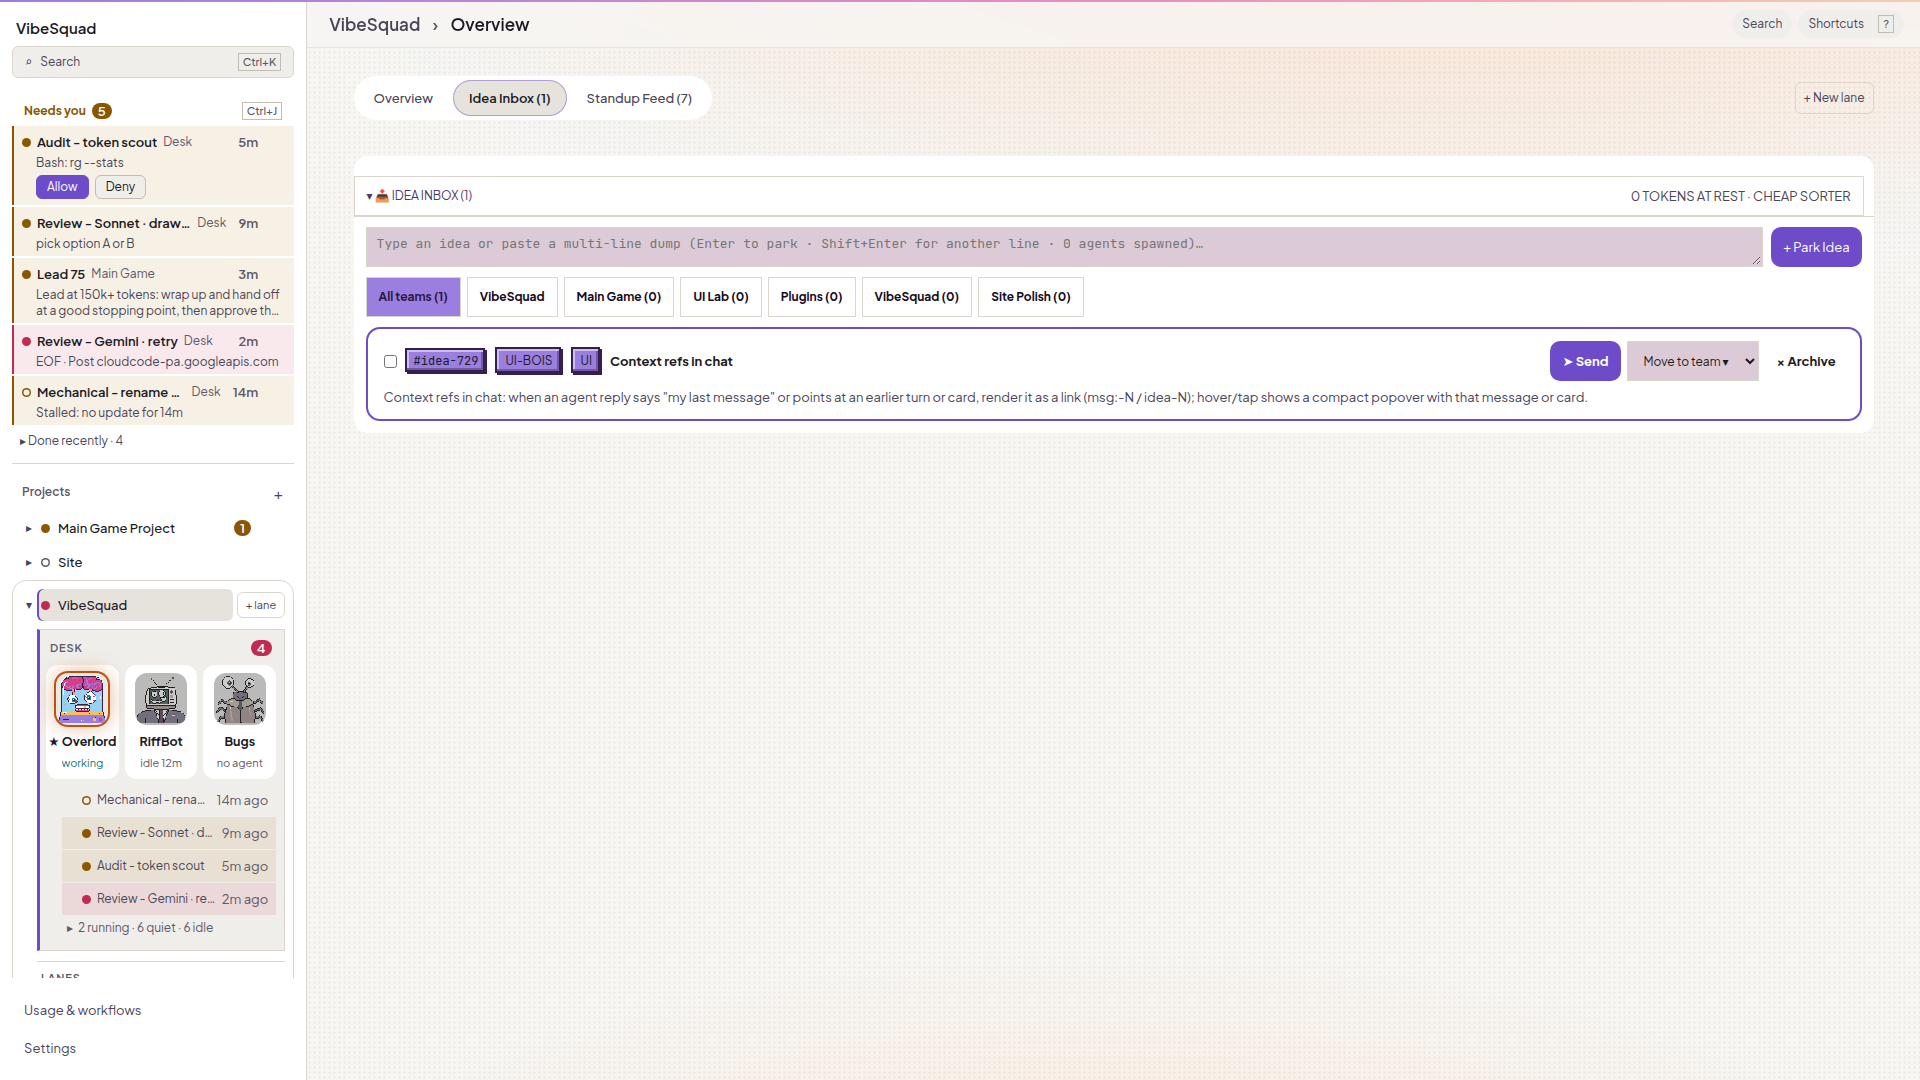 VibeSquad
Search Ctrl+K
Needs you 5 Ctrl+J
Audit – token scout Desk 5m
Bash: rg --stats
Allow Deny
Review – Sonnet · draw… Desk 9m
pick option A or B
Lead 75 Main Game 3m
Lead at 150k+ tokens: wrap up and hand off
at a good stopping point, then approve th…
Review – Gemini · retry Desk 2m
EOF · Post cloudcode-pa.googleapis.com
Mechanical – rename … Desk 14m
Stalled: no update for 14m
▸ Done recently · 4
Projects +
▸ Main Game Project 1
▸ Site
▾ VibeSquad + lane
DESK 4
★ Overlord RiffBot Bugs
working idle 12m no agent
Mechanical – rena… 14m ago
Review – Sonnet · d… 9m ago
Audit – token scout 5m ago
Review – Gemini · re… 2m ago
▸ 2 running · 6 quiet · 6 idle
LANES
Usage & workflows
Settings
VibeSquad › Overview Search Shortcuts ?
Overview Idea Inbox (1) Standup Feed (7) + New lane
▾ 📥 IDEA INBOX (1) 0 TOKENS AT REST · CHEAP SORTER
Type an idea or paste a multi-line dump (Enter to park · Shift+Enter for another line · 0 agents spawned)… + Park Idea
All teams (1) VibeSquad Main Game (0) UI Lab (0) Plugins (0) VibeSquad (0) Site Polish (0)
#idea-729 UI-BOIS UI Context refs in chat ➤ Send Move to team ▾ × Archive
Context refs in chat: when an agent reply says "my last message" or points at an earlier turn or card, render it as a link (msg:-N / idea-N); hover/tap shows a compact popover with that message or card.